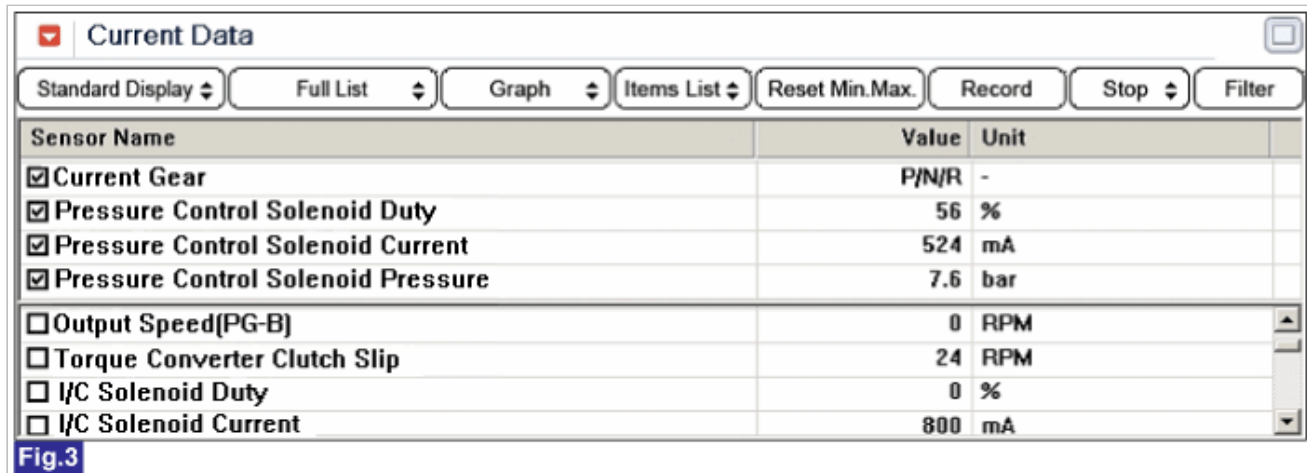 Current Data
Standard Display Full List Graph Items List Reset Min.Max. Record Stop Filter
Sensor Name Value Unit
Current Gear P/N/R -
Pressure Control Solenoid Duty 56 %
Pressure Control Solenoid Current 524 mA
Pressure Control Solenoid Pressure 7.6 bar
Output Speed(PG-B) 0 RPM
Torque Converter Clutch Slip 24 RPM
I/C Solenoid Duty 0 %
I/C Solenoid Current 800 mA
Fig.3